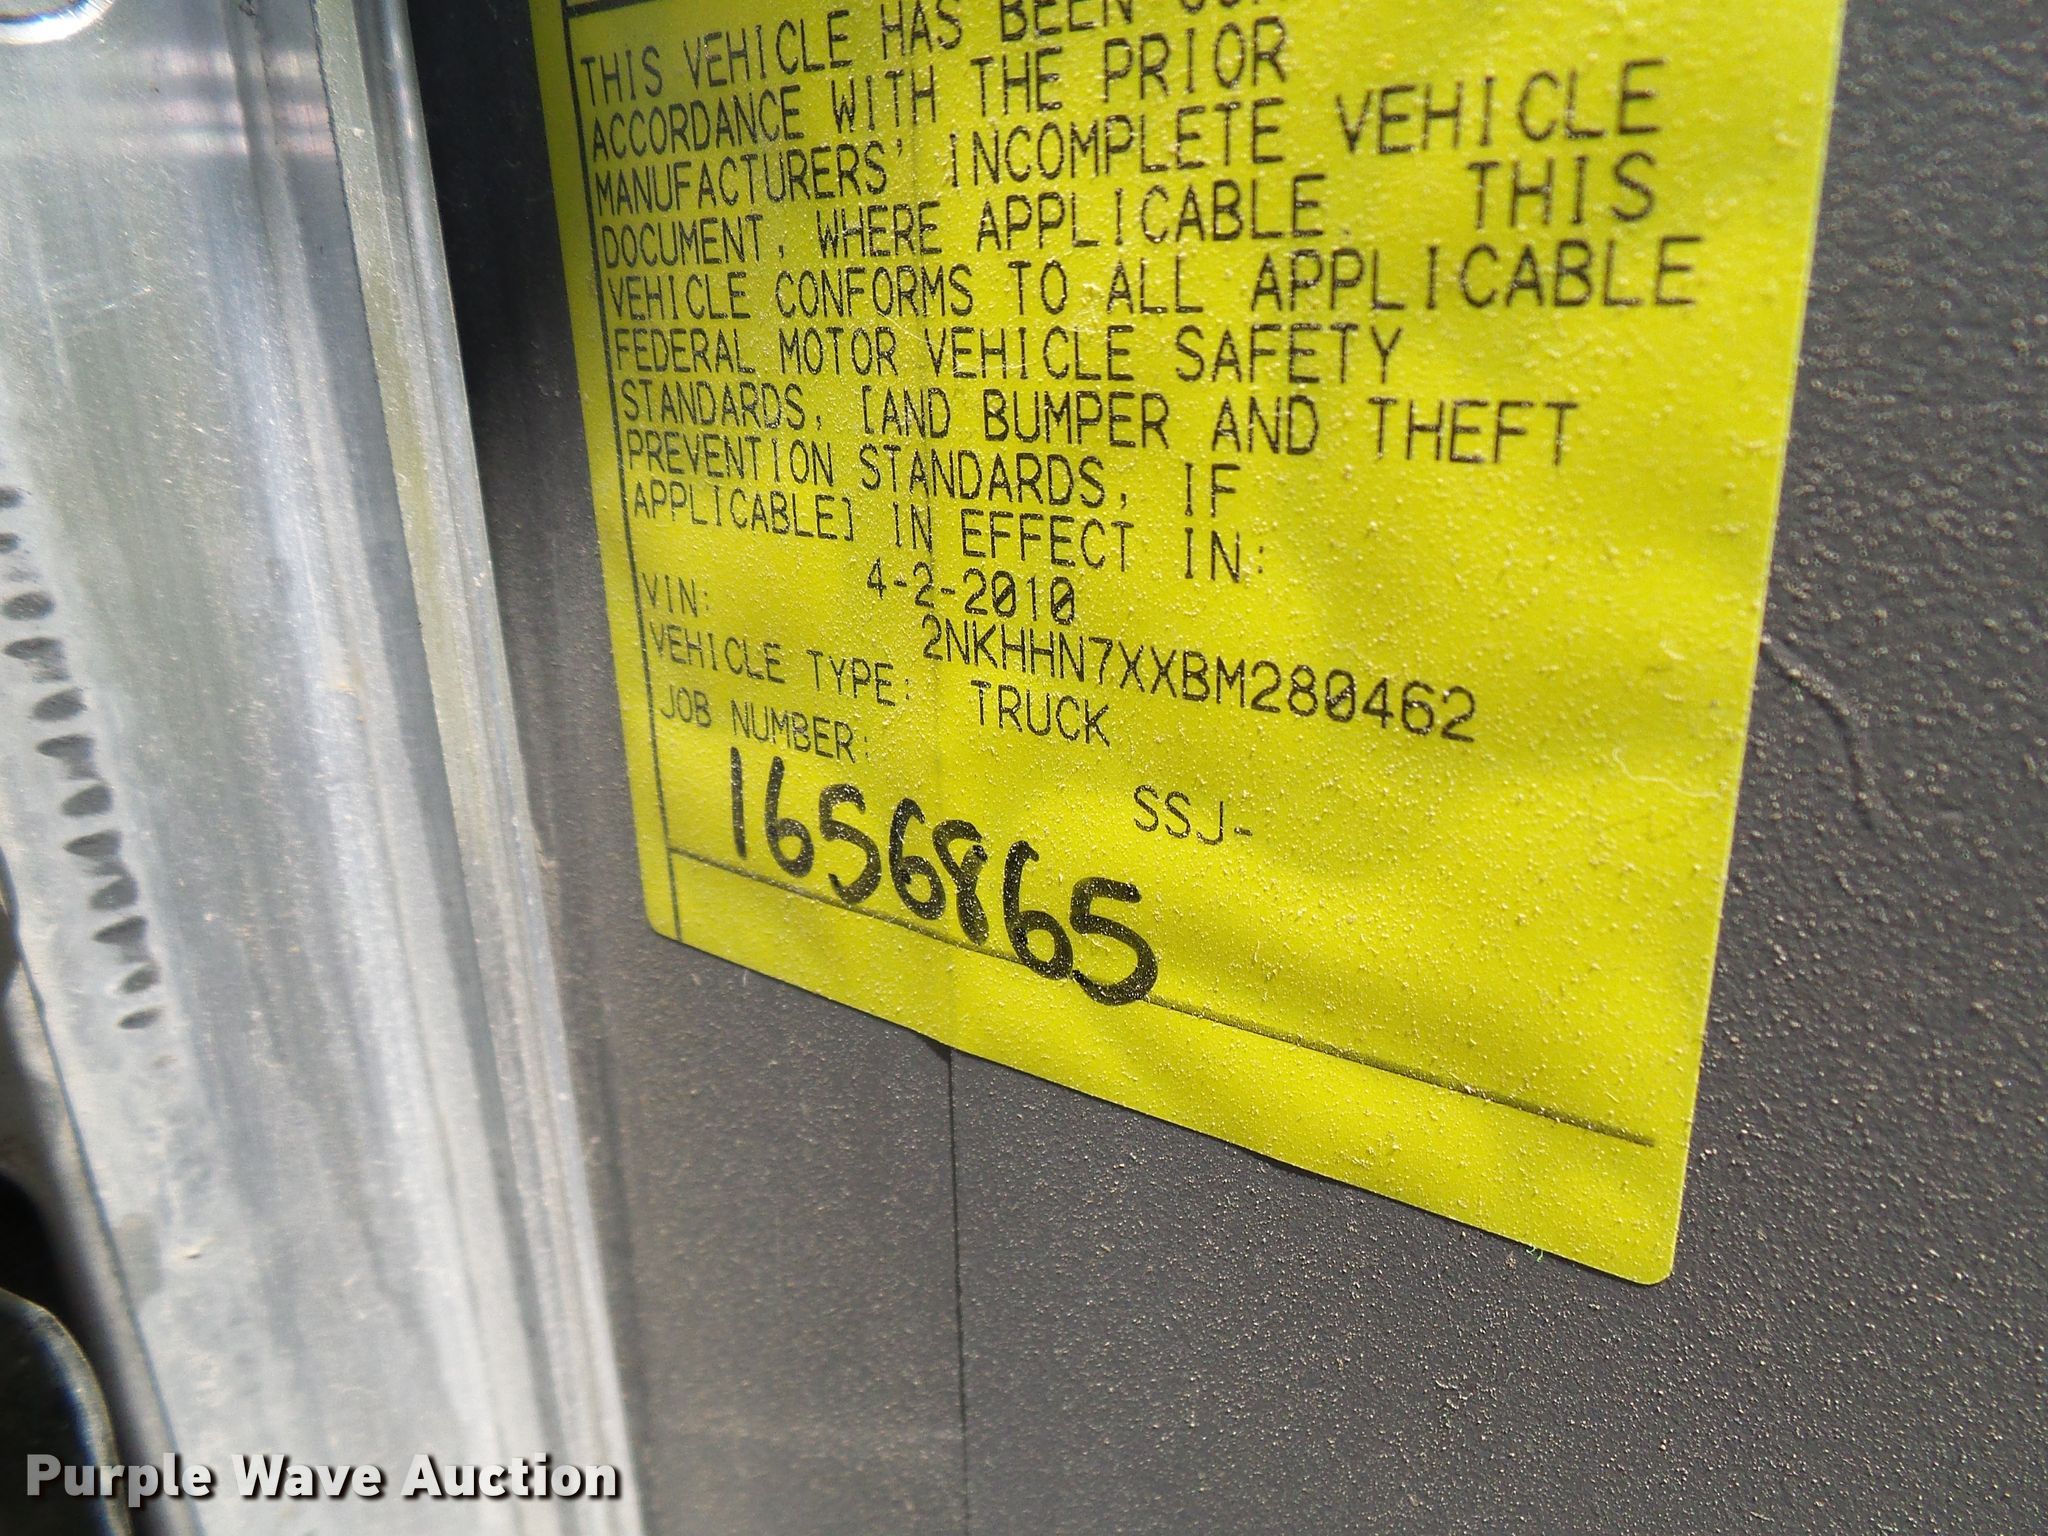 THIS VEHICLE HAS BEEN
ACCORDANCE WITH THE PRIOR
MANUFACTURERS' INCOMPLETE VEHICLE
DOCUMENT, WHERE APPLICABLE. THIS
VEHICLE CONFORMS TO ALL APPLICABLE
FEDERAL MOTOR VEHICLE SAFETY
STANDARDS, [AND BUMPER AND THEFT
PREVENTION STANDARDS, IF
APPLICABLE] IN EFFECT IN:
4-2-2010
VIN: 2NKHHN7XXBM280462
VEHICLE TYPE: TRUCK
JOB NUMBER: SSJ-
1656865
Purple Wave Auction